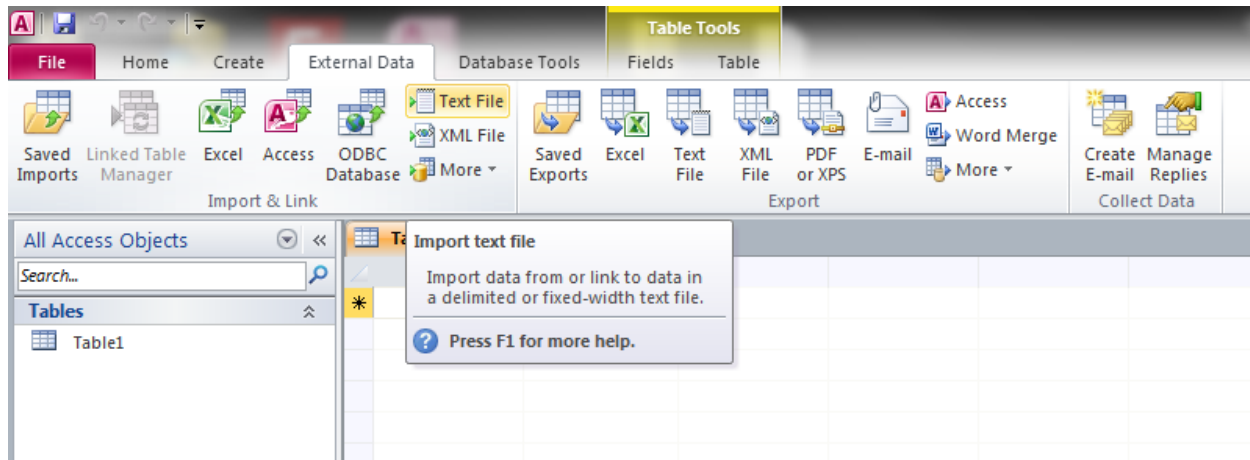 Table Tools
File Home Create External Data Database Tools Fields Table
Saved Imports
Linked Table Manager
Excel
Access
ODBC Database
Text File
XML File
More
Import & Link
Saved Exports
Excel
Text File
XML File
PDF or XPS
E-mail
Access
Word Merge
More
Export
Create E-mail
Manage Replies
Collect Data
All Access Objects
Search...
Tables
Table1
Import text file
Import data from or link to data in
a delimited or fixed-width text file.
Press F1 for more help.